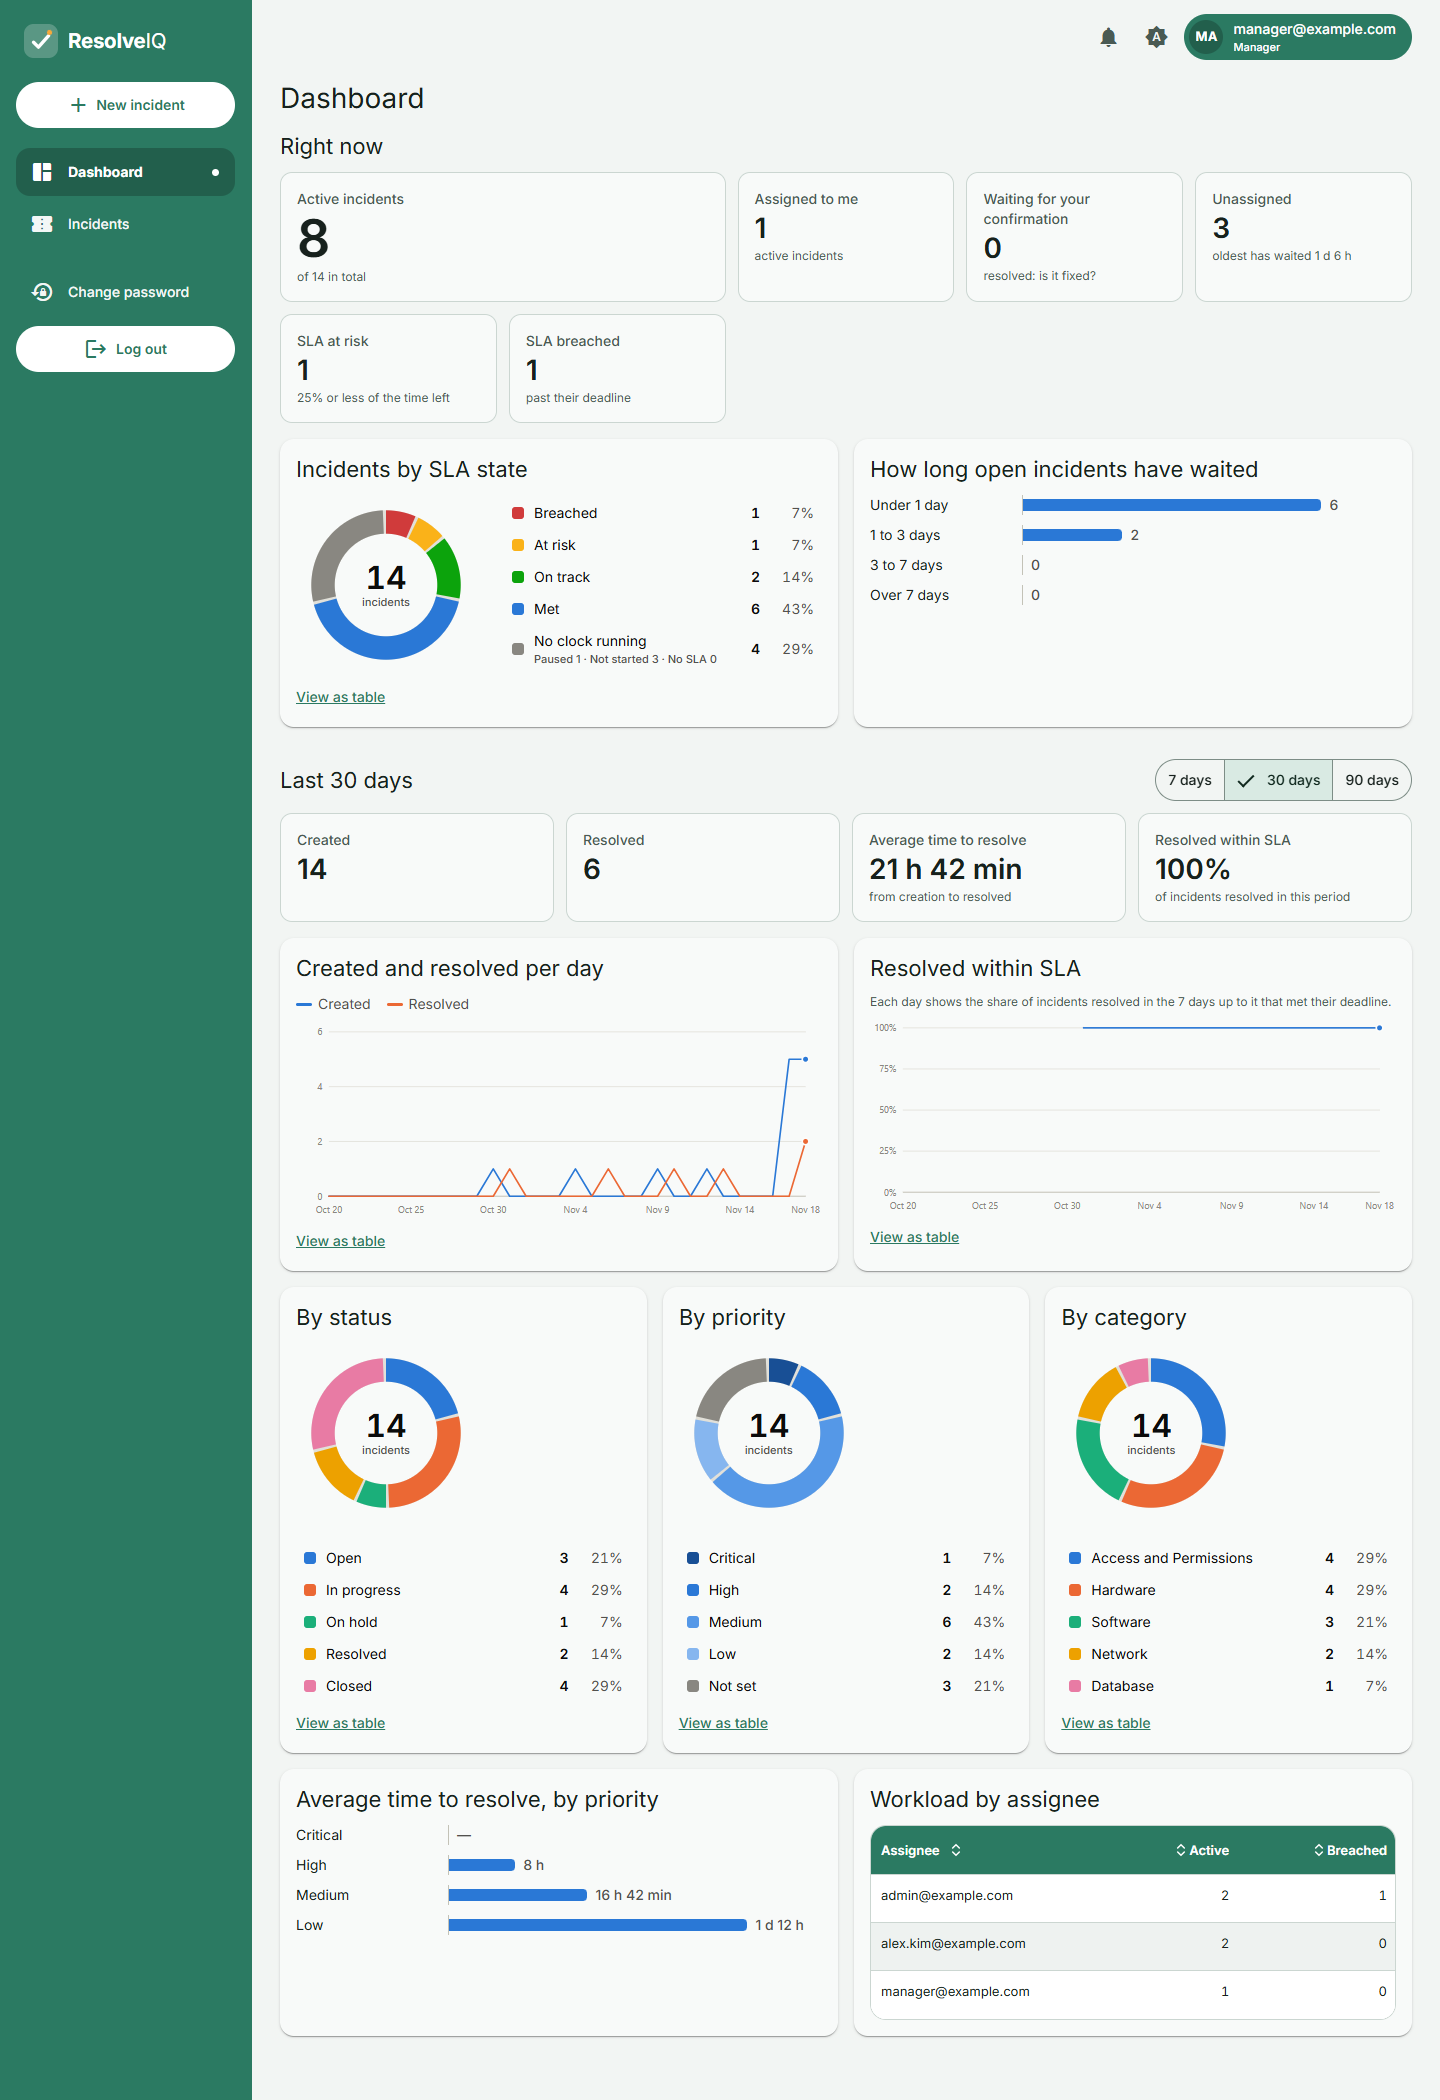 ResolveIQ
New incident
Dashboard
Incidents
Change password
Log out
A
MA
manager@example.com
Manager
Dashboard
Right now
Active incidents
8
of 14 in total
Assigned to me
1
active incidents
Waiting for your
confirmation
0
resolved: is it fixed?
Unassigned
3
oldest has waited 1 d 6 h
SLA at risk
1
25% or less of the time left
SLA breached
1
past their deadline
Incidents by SLA state
14
incidents
Breached 1 7%
At risk 1 7%
On track 2 14%
Met 6 43%
No clock running 4 29%
Paused 1 · Not started 3 · No SLA 0
View as table
How long open incidents have waited
Under 1 day 6
1 to 3 days 2
3 to 7 days 0
Over 7 days 0
Last 30 days
7 days 30 days 90 days
Created
14
Resolved
6
Average time to resolve
21 h 42 min
from creation to resolved
Resolved within SLA
100%
of incidents resolved in this period
Created and resolved per day
Created Resolved
6
4
2
0
Oct 20 Oct 25 Oct 30 Nov 4 Nov 9 Nov 14 Nov 18
View as table
Resolved within SLA
Each day shows the share of incidents resolved in the 7 days up to it that met their deadline.
100%
75%
50%
25%
0%
Oct 20 Oct 25 Oct 30 Nov 4 Nov 9 Nov 14 Nov 18
View as table
By status
14
incidents
Open 3 21%
In progress 4 29%
On hold 1 7%
Resolved 2 14%
Closed 4 29%
View as table
By priority
14
incidents
Critical 1 7%
High 2 14%
Medium 6 43%
Low 2 14%
Not set 3 21%
View as table
By category
14
incidents
Access and Permissions 4 29%
Hardware 4 29%
Software 3 21%
Network 2 14%
Database 1 7%
View as table
Average time to resolve, by priority
Critical —
High 8 h
Medium 16 h 42 min
Low 1 d 12 h
Workload by assignee
Assignee Active Breached
admin@example.com 2 1
alex.kim@example.com 2 0
manager@example.com 1 0